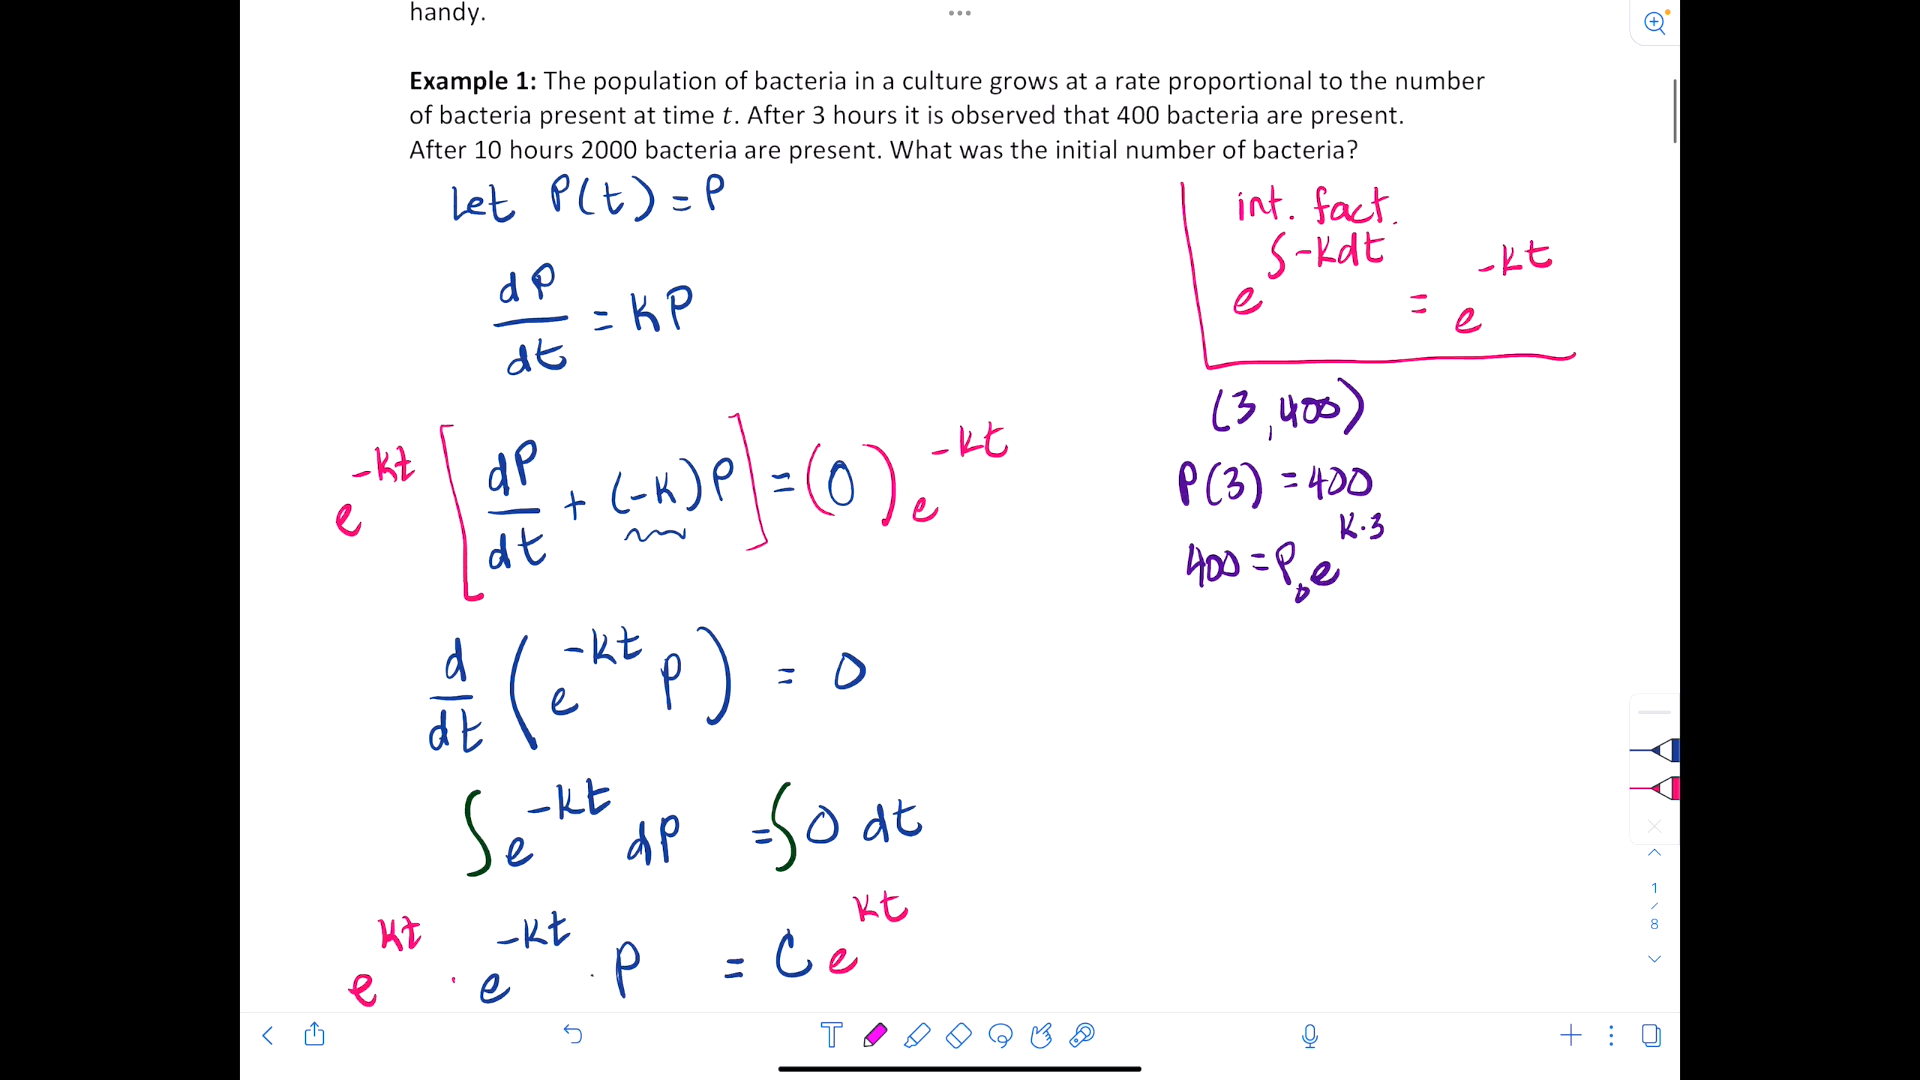 handy.
Example 1: The population of bacteria in a culture grows at a rate proportional to the number
of bacteria present at time t. After 3 hours it is observed that 400 bacteria are present.
After 10 hours 2000 bacteria are present. What was the initial number of bacteria?
Let P(t) = P
dP/dt = kP
e^{-kt} [dP/dt + (-k)P] = (0) e^{-kt}
d/dt (e^{-kt} P) = 0
∫ e^{-kt} dP = ∫ 0 dt
e^{kt} · e^{-kt} · P = C e^{kt}
int. fact.
e^{∫-kdt} = e^{-kt}
(3, 400)
P(3) = 400
400 = P₀e^{k·3}
1
/
8
T